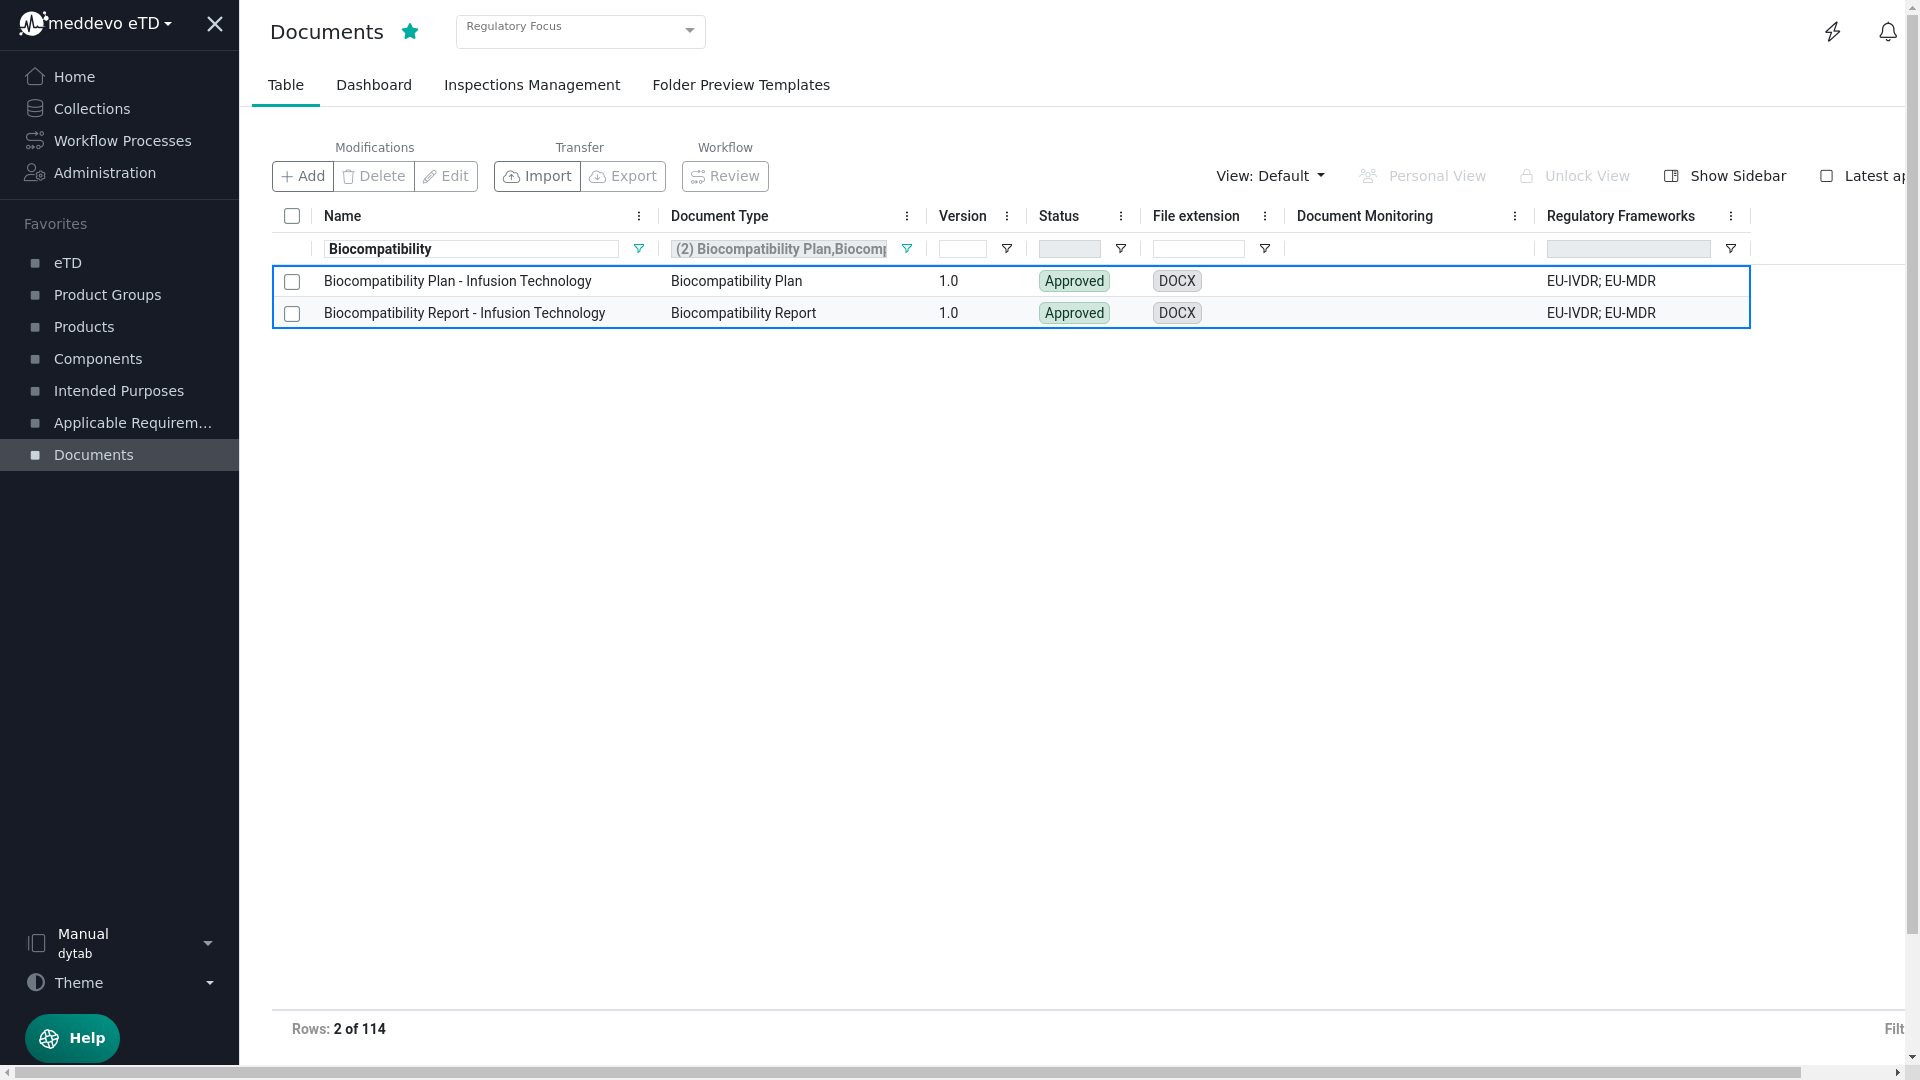 meddevo eTD
Home
Collections
Workflow Processes
Administration
Favorites
eTD
Product Groups
Products
Components
Intended Purposes
Applicable Requirem...
Documents
Manual
dytab
Theme
Help
Documents
Regulatory Focus
Table Dashboard Inspections Management Folder Preview Templates
Modifications Transfer Workflow
Add Delete Edit Import Export Review View: Default Personal View Unlock View Show Sidebar Latest ap
Name Document Type Version Status File extension Document Monitoring Regulatory Frameworks
Biocompatibility (2) Biocompatibility Plan,Biocomp
Biocompatibility Plan - Infusion Technology Biocompatibility Plan 1.0 Approved DOCX EU-IVDR; EU-MDR
Biocompatibility Report - Infusion Technology Biocompatibility Report 1.0 Approved DOCX EU-IVDR; EU-MDR
Rows: 2 of 114
Filt